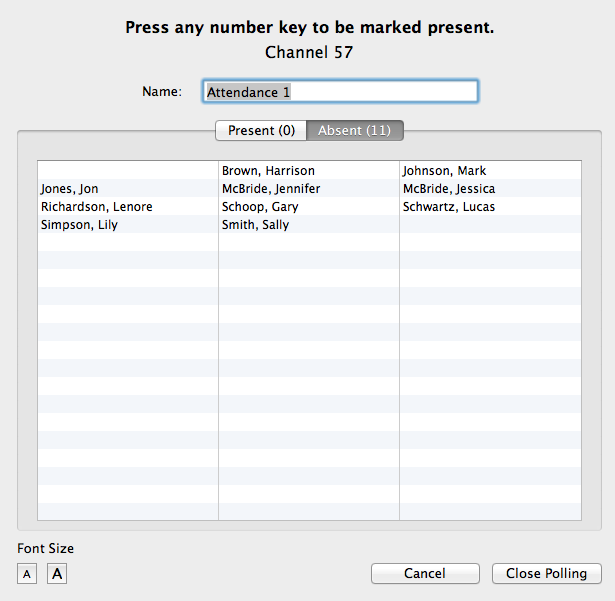 Press any number key to be marked present.
Channel 57
Name: Attendance 1
Present (0) Absent (11)
Brown, Harrison Johnson, Mark
Jones, Jon McBride, Jennifer McBride, Jessica
Richardson, Lenore Schoop, Gary Schwartz, Lucas
Simpson, Lily Smith, Sally
Font Size
A A Cancel Close Polling